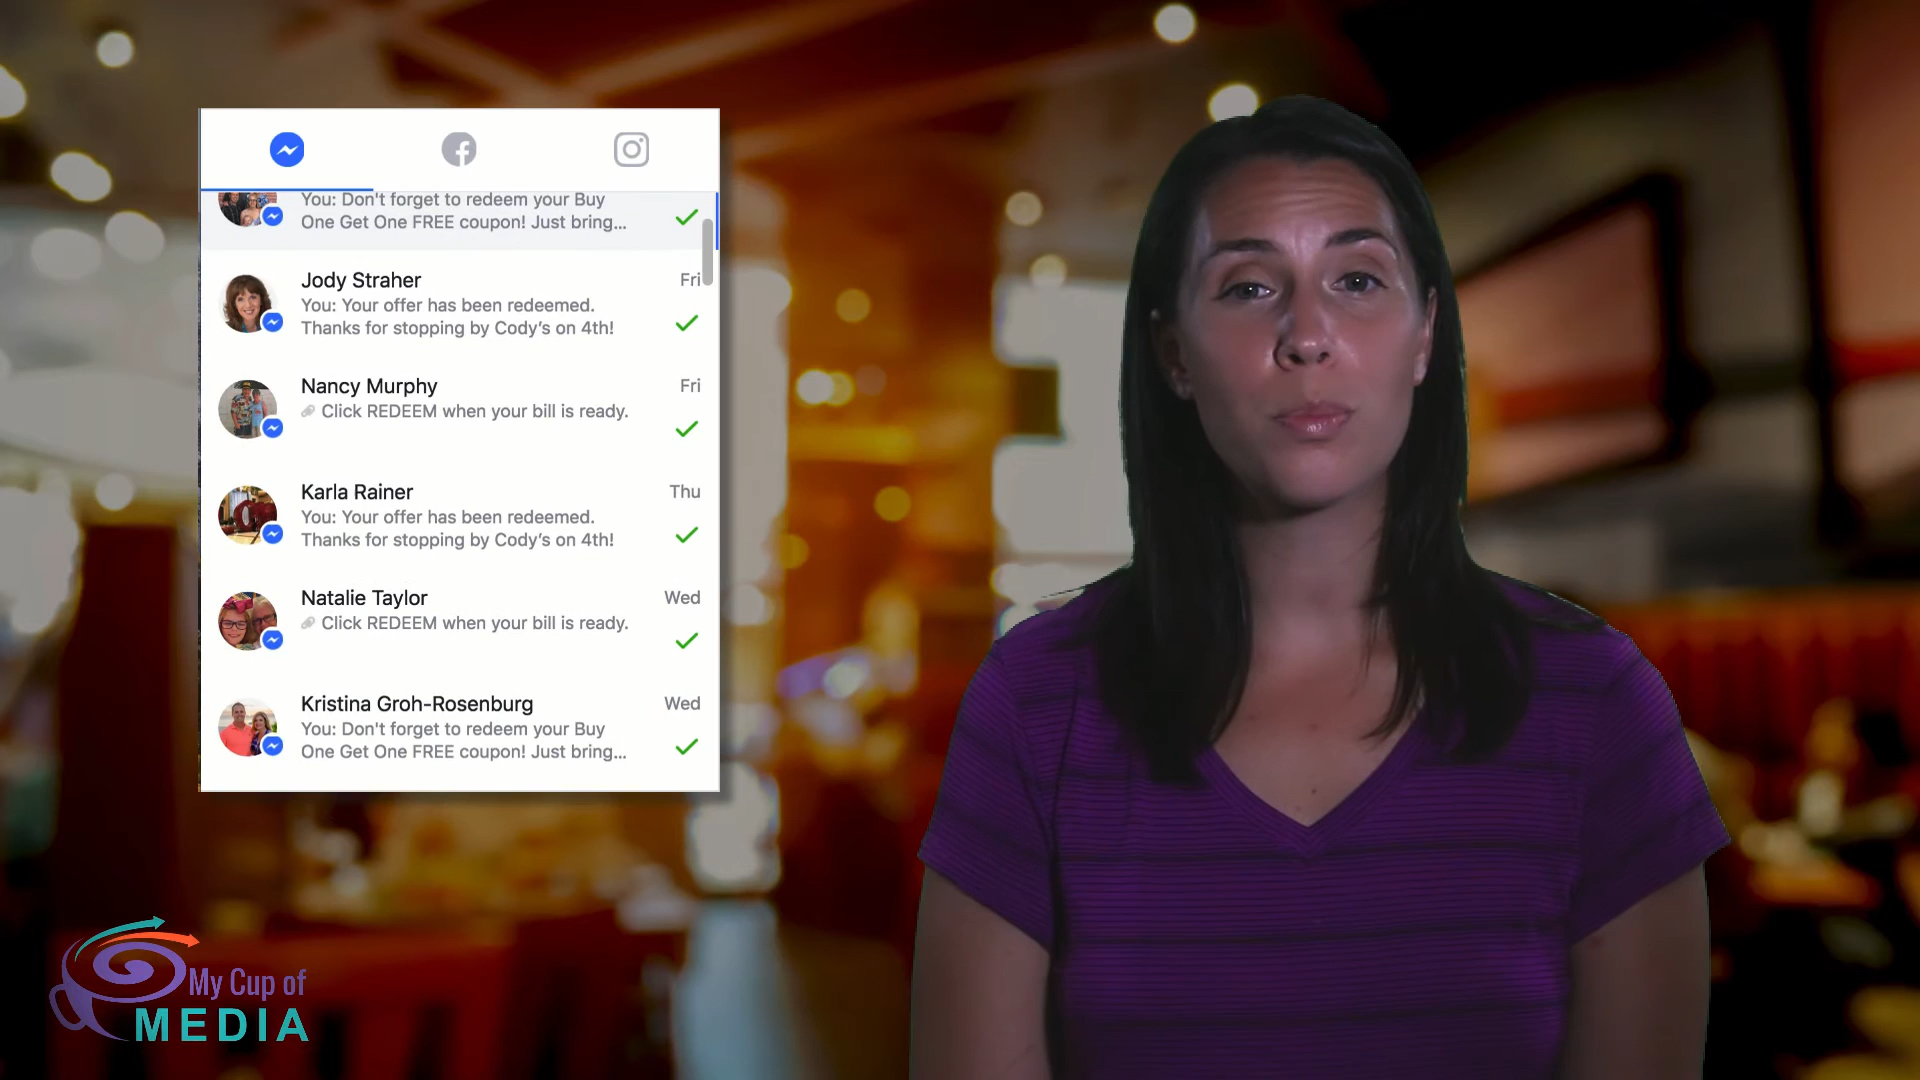 You: Don't forget to redeem your Buy
One Get One FREE coupon! Just bring...
Jody Straher Fri
You: Your offer has been redeemed.
Thanks for stopping by Cody's on 4th!
Nancy Murphy Fri
Click REDEEM when your bill is ready.
Karla Rainer Thu
You: Your offer has been redeemed.
Thanks for stopping by Cody's on 4th!
Natalie Taylor Wed
Click REDEEM when your bill is ready.
Kristina Groh-Rosenburg Wed
You: Don't forget to redeem your Buy
One Get One FREE coupon! Just bring...
My Cup of
MEDIA